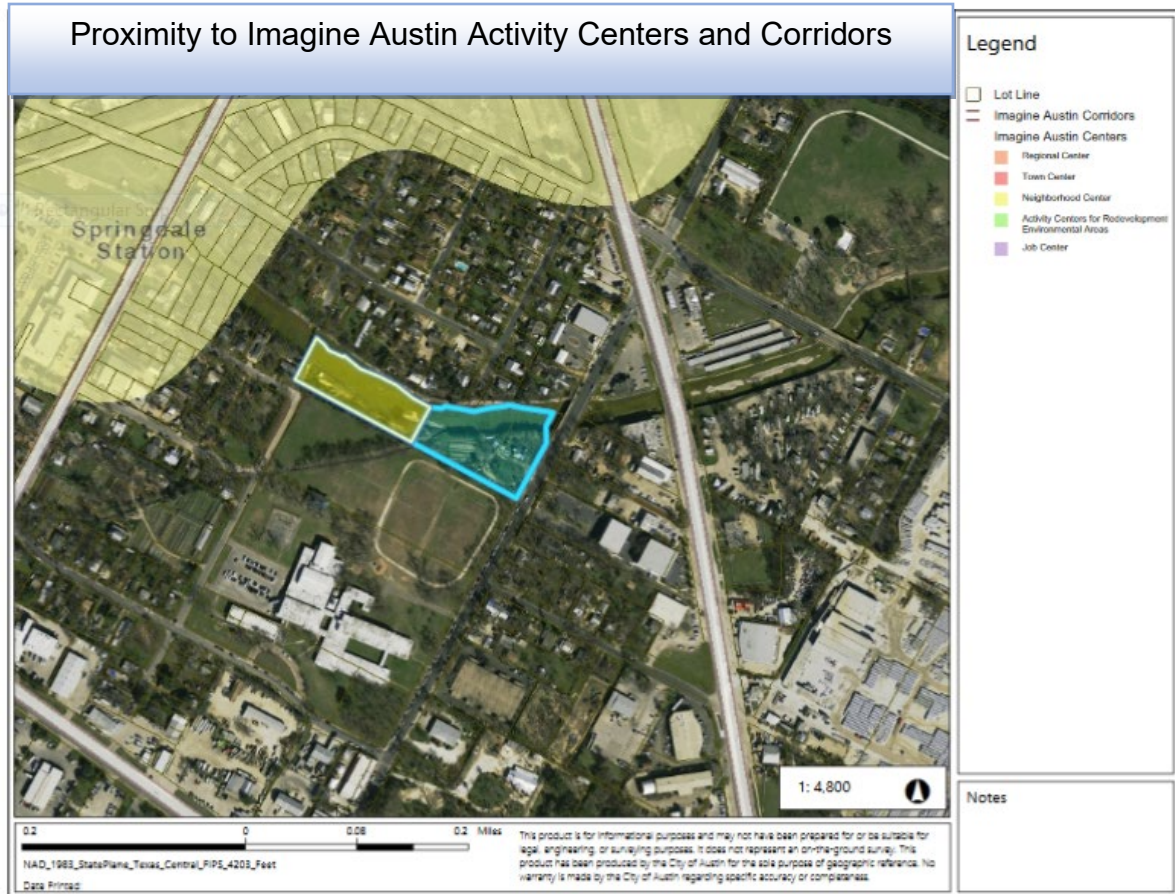 Proximity to Imagine Austin Activity Centers and Corridors
Rectangular S
Springdale
Station
1: 4,800
Legend
Lot Line
Imagine Austin Corridors
Imagine Austin Centers
Regional Center
Town Center
Neighborhood Center
Activity Centers for Redevelopment
Environmental Areas
Job Center
Notes
0.2 0 0.08 0.2 Miles
NAD_1983_StatePlane_Texas_Central_FIPS_4203_Feet
Date Printed:
This product is for informational purposes and may not have been prepared for or be suitable for
legal, engineering, or surveying purposes. It does not represent an on-the-ground survey. This
product has been produced by the City of Austin for the sole purpose of geographic reference. No
warranty is made by the City of Austin regarding specific accuracy or completeness.